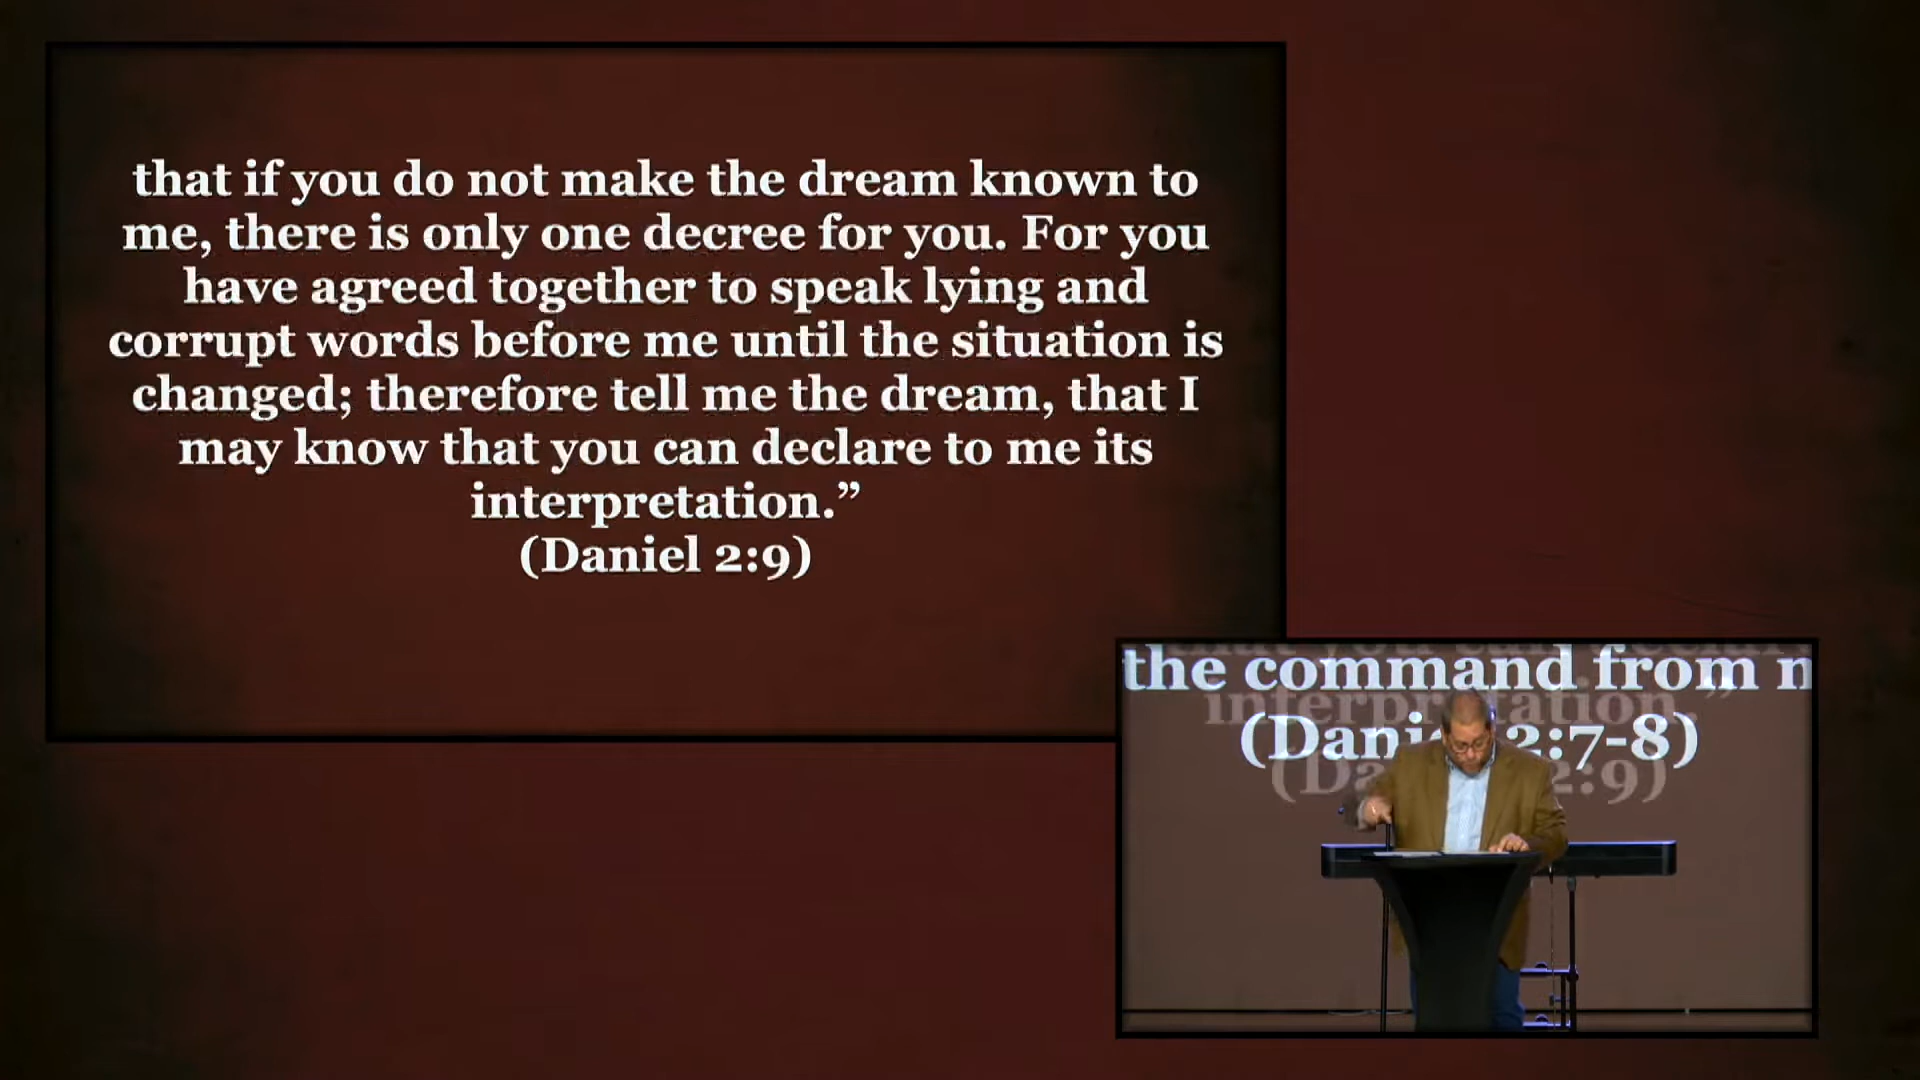 that if you do not make the dream known to
me, there is only one decree for you. For you
have agreed together to speak lying and
corrupt words before me until the situation is
changed; therefore tell me the dream, that I
may know that you can declare to me its
interpretation.”
(Daniel 2:9)
the command from
interpretation.”
2:7-8)
2:9)